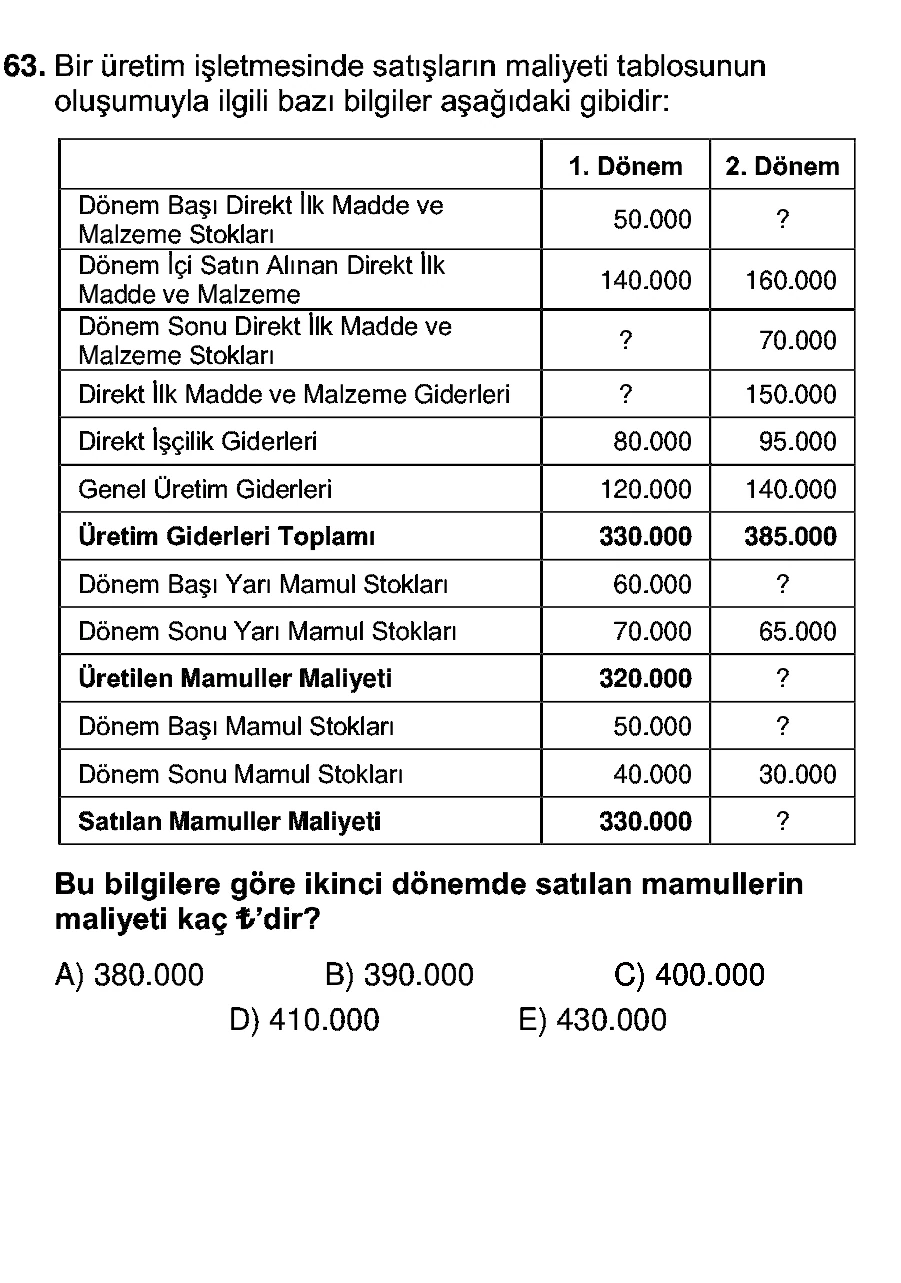 63. Bir üretim işletmesinde satışların maliyeti tablosunun
oluşumuyla ilgili bazı bilgiler aşağıdaki gibidir:
1. Dönem 2. Dönem
Dönem Başı Direkt İlk Madde ve
Malzeme Stokları 50.000 ?
Dönem İçi Satın Alınan Direkt İlk
Madde ve Malzeme 140.000 160.000
Dönem Sonu Direkt İlk Madde ve
Malzeme Stokları ? 70.000
Direkt İlk Madde ve Malzeme Giderleri ? 150.000
Direkt İşçilik Giderleri 80.000 95.000
Genel Üretim Giderleri 120.000 140.000
Üretim Giderleri Toplamı 330.000 385.000
Dönem Başı Yarı Mamul Stokları 60.000 ?
Dönem Sonu Yarı Mamul Stokları 70.000 65.000
Üretilen Mamuller Maliyeti 320.000 ?
Dönem Başı Mamul Stokları 50.000 ?
Dönem Sonu Mamul Stokları 40.000 30.000
Satılan Mamuller Maliyeti 330.000 ?
Bu bilgilere göre ikinci dönemde satılan mamullerin
maliyeti kaç ₺’dir?
A) 380.000 B) 390.000 C) 400.000
D) 410.000 E) 430.000